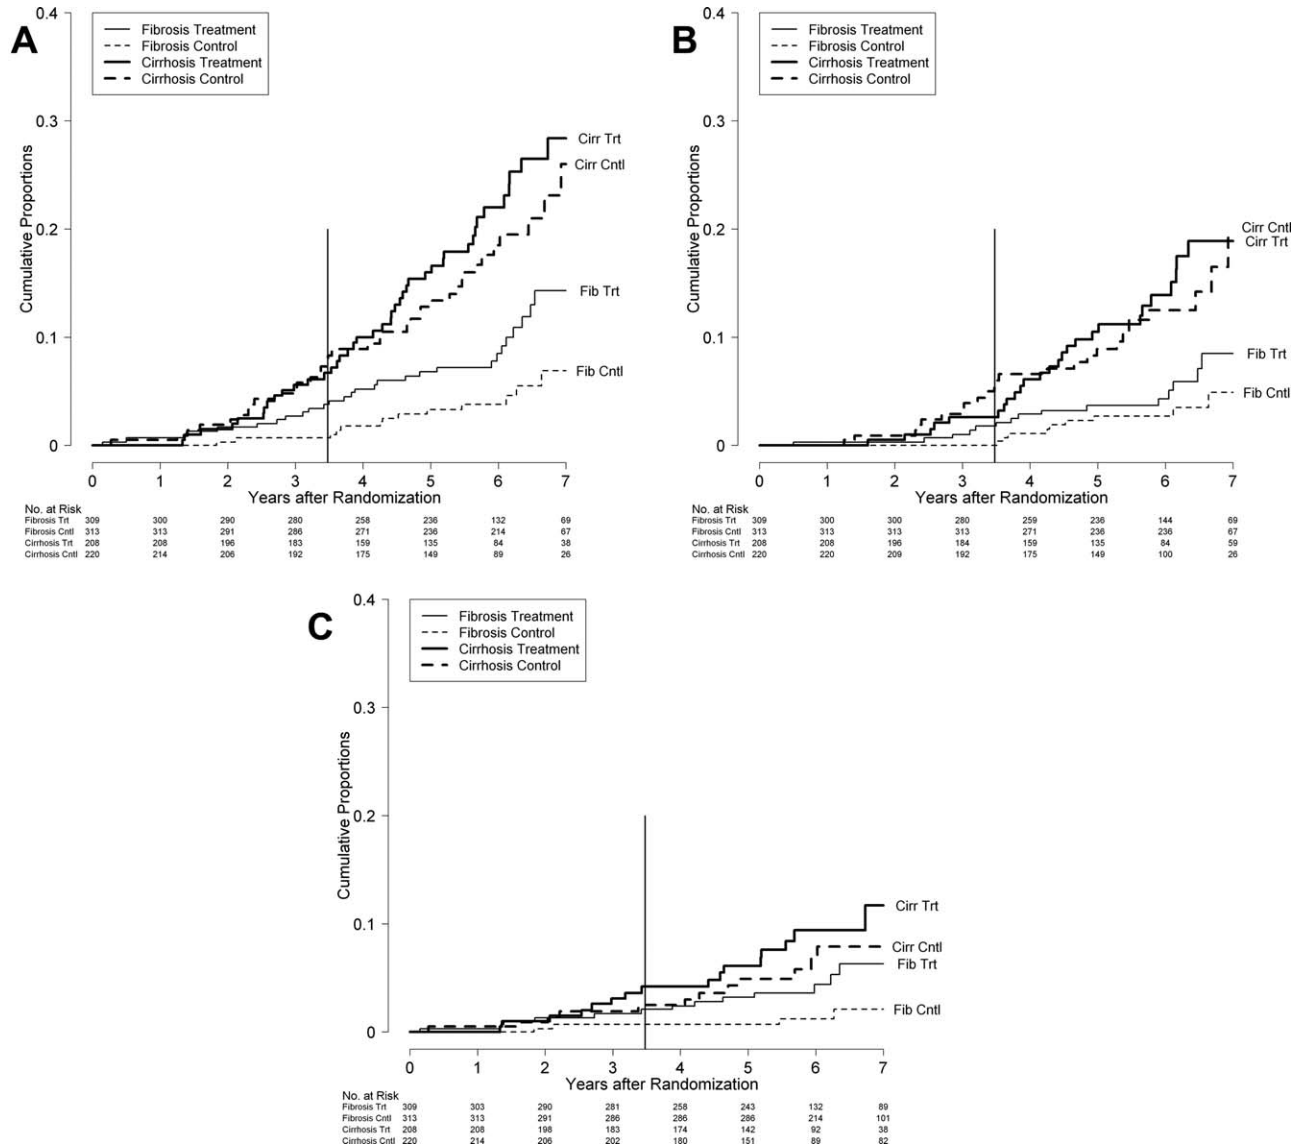 A
0.4
0.3
0.2
0.1
0
Cumulative Proportions
Fibrosis Treatment
Fibrosis Control
Cirrhosis Treatment
Cirrhosis Control
Cirr Trt
Cirr Cntl
Fib Trt
Fib Cntl
0 1 2 3 4 5 6 7
Years after Randomization
No. at Risk
Fibrosis Trt 309 300 290 280 258 236 132 69
Fibrosis Cntl 313 313 291 286 271 236 214 67
Cirrhosis Trt 208 208 196 183 159 135 84 38
Cirrhosis Cntl 220 214 206 192 175 149 89 26
B
0.4
0.3
0.2
0.1
0
Cumulative Proportions
Fibrosis Treatment
Fibrosis Control
Cirrhosis Treatment
Cirrhosis Control
Cirr Cntl
Cirr Trt
Fib Trt
Fib Cntl
0 1 2 3 4 5 6 7
Years after Randomization
No. at Risk
Fibrosis Trt 309 300 300 280 259 236 144 69
Fibrosis Cntl 313 313 313 313 271 236 236 67
Cirrhosis Trt 208 208 196 184 159 135 84 59
Cirrhosis Cntl 220 220 209 192 175 149 100 26
C
0.4
0.3
0.2
0.1
0
Cumulative Proportions
Fibrosis Treatment
Fibrosis Control
Cirrhosis Treatment
Cirrhosis Control
Cirr Trt
Cirr Cntl
Fib Trt
Fib Cntl
0 1 2 3 4 5 6 7
Years after Randomization
No. at Risk
Fibrosis Trt 309 303 290 281 258 243 132 89
Fibrosis Cntl 313 313 291 286 286 286 214 101
Cirrhosis Trt 208 208 198 183 174 142 92 38
Cirrhosis Cntl 220 214 206 202 180 151 89 82